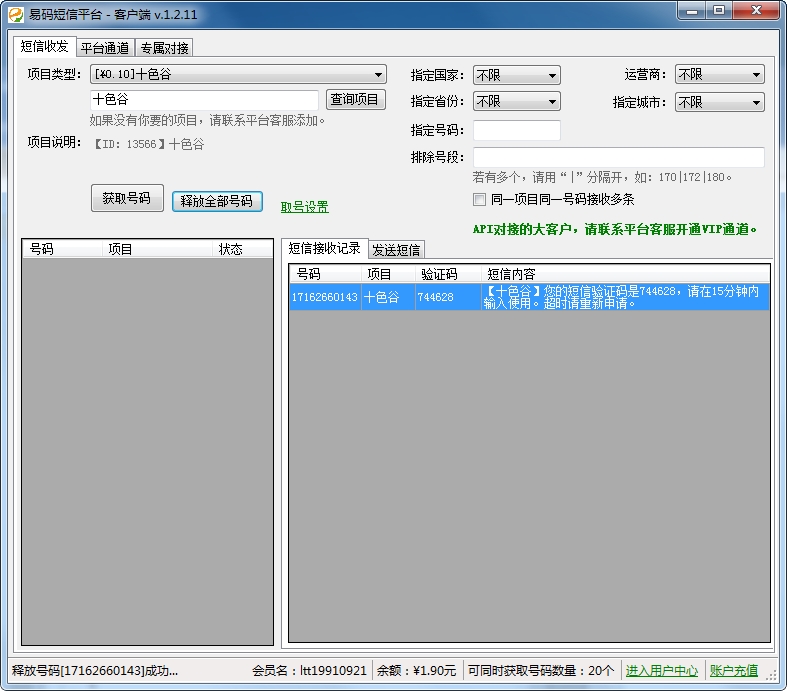 易码短信平台 - 客户端 v.1.2.11
短信收发 平台通道 专属对接
项目类型: [¥0.10]十色谷
指定国家: 不限 运营商: 不限
十色谷 查询项目
指定省份: 不限 指定城市: 不限
如果没有你要的项目，请联系平台客服添加。
指定号码:
项目说明: 【ID: 13566】十色谷
排除号段:
若有多个，请用“|”分隔开，如: 170|172|180。
获取号码 释放全部号码 取号设置
同一项目同一号码接收多条
API对接的大客户，请联系平台客服开通VIP通道。
号码 项目 状态
短信接收记录 发送短信
号码 项目 验证码 短信内容
17162660143 十色谷 744628 【十色谷】您的短信验证码是744628，请在15分钟内
输入使用。超时请重新申请。
释放号码[17162660143]成功... 会员名：ltt19910921 余额：¥1.90元 可同时获取号码数量：20个 进入用户中心 账户充值